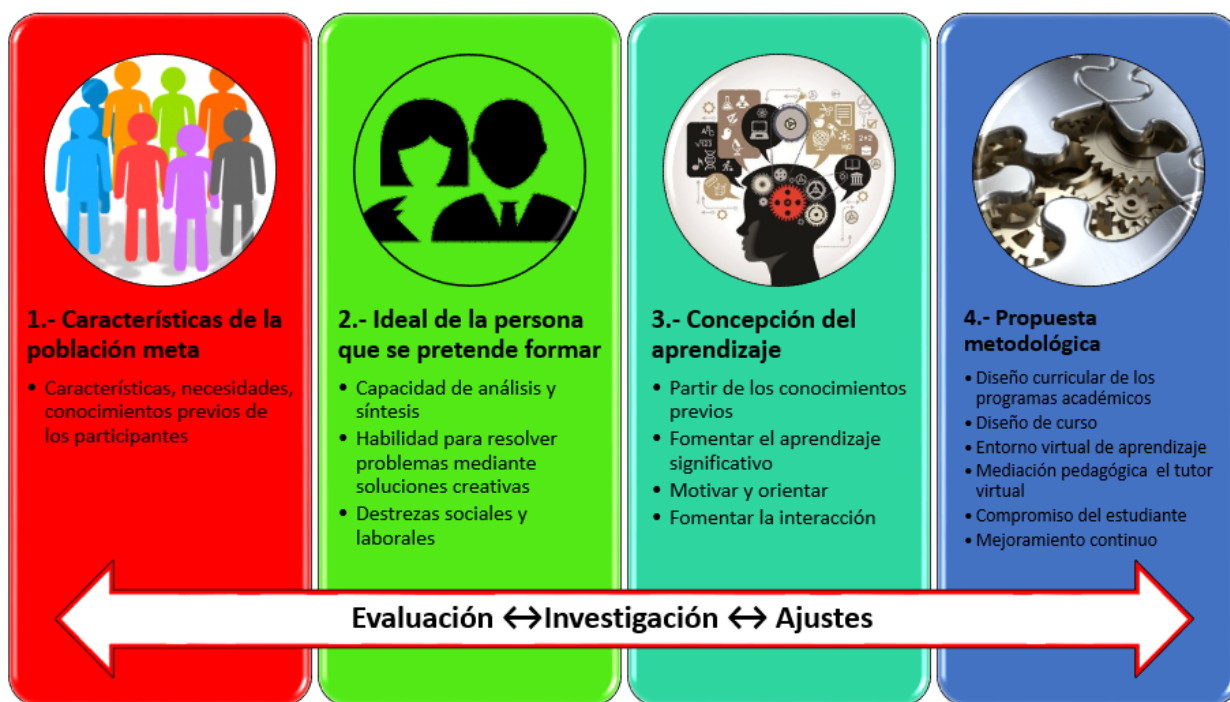 1.- Características de la
población meta
• Características, necesidades,
conocimientos previos de
los participantes
2.- Ideal de la persona
que se pretende formar
• Capacidad de análisis y
síntesis
• Habilidad para resolver
problemas mediante
soluciones creativas
• Destrezas sociales y
laborales
3.- Concepción del
aprendizaje
• Partir de los conocimientos
previos
• Fomentar el aprendizaje
significativo
• Motivar y orientar
• Fomentar la interacción
4.- Propuesta
metodológica
• Diseño curricular de los
programas académicos
• Diseño de curso
• Entorno virtual de aprendizaje
• Mediación pedagógica el tutor
virtual
• Compromiso del estudiante
• Mejoramiento continuo
Evaluación ↔Investigación ↔ Ajustes